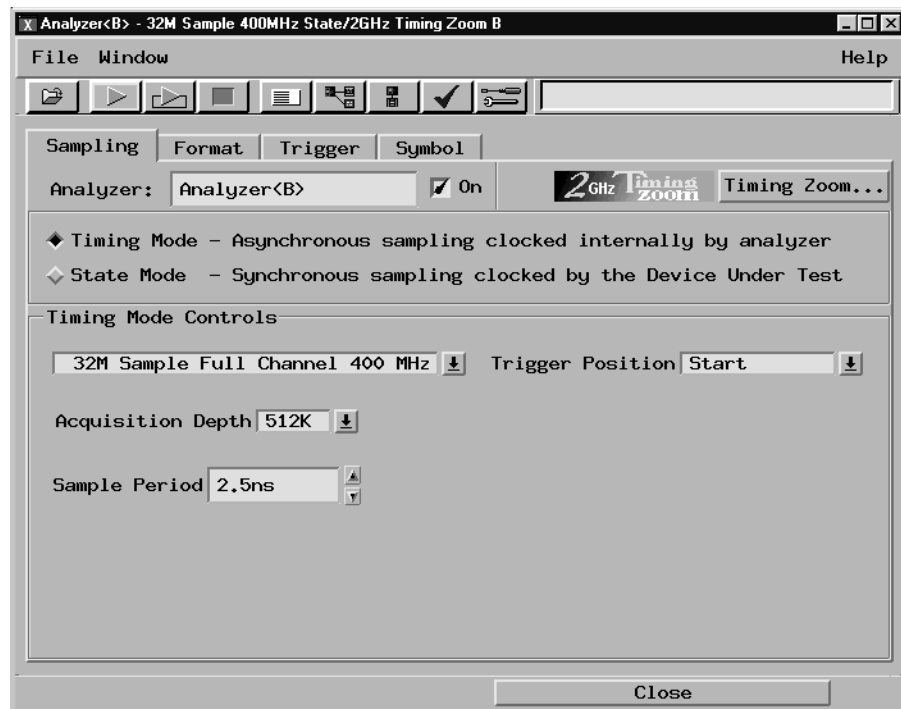 Analyzer<B> - 32M Sample 400MHz State/2GHz Timing Zoom B
File Window Help
Sampling Format Trigger Symbol
Analyzer: Analyzer<B> On 2GHz Timing Zoom Timing Zoom...
Timing Mode - Asynchronous sampling clocked internally by analyzer
State Mode - Synchronous sampling clocked by the Device Under Test
Timing Mode Controls
32M Sample Full Channel 400 MHz Trigger Position Start
Acquisition Depth 512K
Sample Period 2.5ns
Close